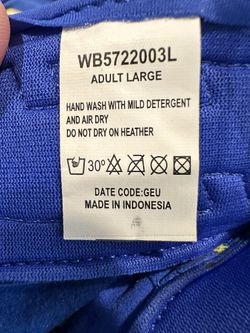 WB5722003L
ADULT LARGE
HAND WASH WITH MILD DETERGENT
AND AIR DRY
DO NOT DRY ON HEATHER
30°
DATE CODE:GEU
MADE IN INDONESIA